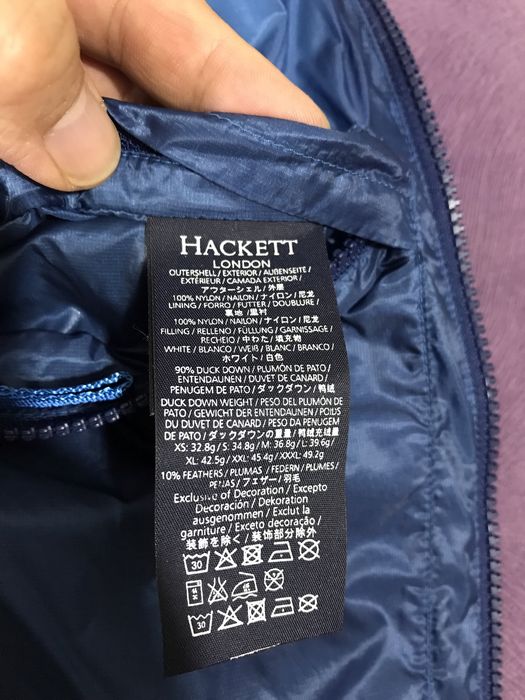 HACKETT
LONDON
OUTERSHELL / EXTERIOR / AUßENSEITE /
EXTÉRIEUR / CAMADA EXTERIOR /
アウターシェル / 外層
100% NYLON / NAILON / ナイロン / 尼龙
LINING / FORRO / FUTTER / DOUBLURE /
裏地 / 里衬
100% NYLON / NAILON / ナイロン / 尼龙
FILLING / RELLENO / FÜLLUNG / GARNISSAGE /
RECHEIO / 中わた / 填充物
WHITE / BLANCO / WEIß / BLANC / BRANCO /
ホワイト / 白色
90% DUCK DOWN / PLUMÓN DE PATO /
ENTENDAUNEN / DUVET DE CANARD /
PENUGEM DE PATO / ダックダウン / 鸭绒
DUCK DOWN WEIGHT / PESO DEL PLUMÓN DE
PATO / GEWICHT DER ENTENDAUNEN / POIDS
DU DUVET DE CANARD / PESO DA PENUGEM
DE PATO / ダックダウンの重量 / 鸭绒充绒量
XS: 32.8g S: 34.8g M: 36.8g L: 39.6g
XL: 42.5g XXL: 45.4g XXXL: 49.2g
10% FEATHERS / PLUMAS / FEDERN / PLUMES /
PENAS / フェザー / 羽毛
Exclusive of Decoration / Excepto
Decoración / Dekoration
ausgenommen / Exclut la
garniture / Exceto decoração /
装飾を除く / 装饰部分除外
30
30